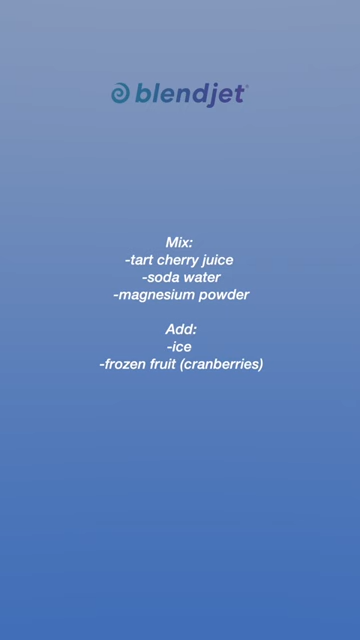 blendjet
Mix:
-tart cherry juice
-soda water
-magnesium powder
Add:
-ice
-frozen fruit (cranberries)